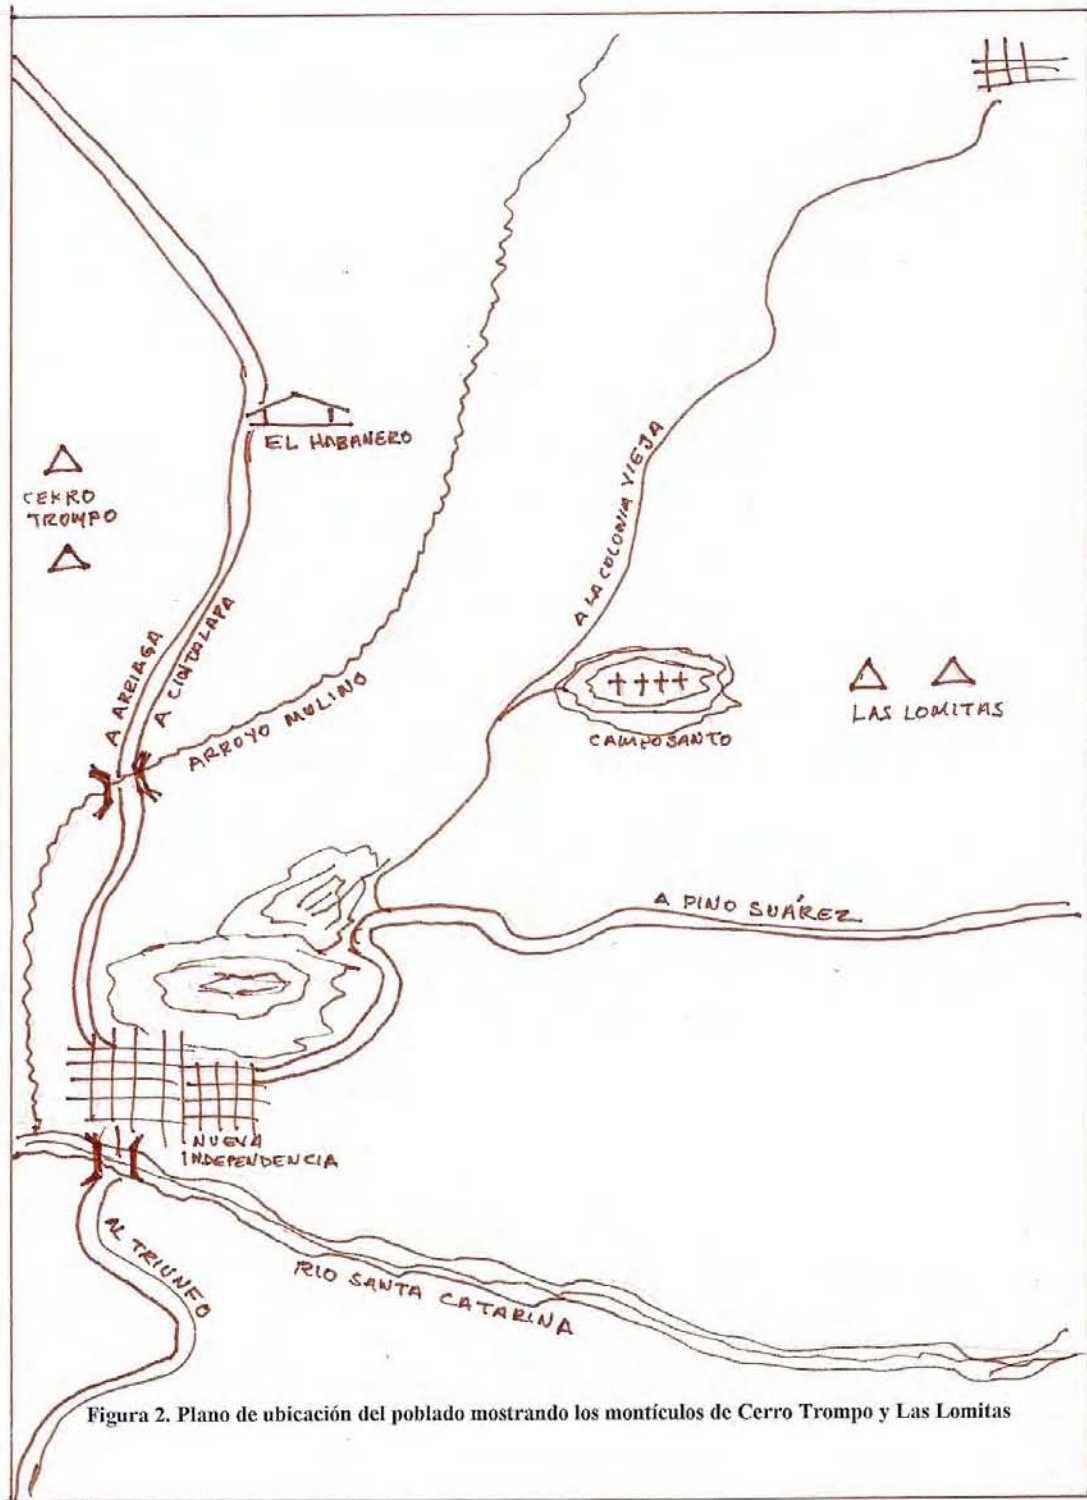 EL HABANERO
CERRO
TROMPO
A ARRIAGA
A CINTALAPA
ARROYO MOLINO
A LA COLONIA VIEJA
CAMPOSANTO
LAS LOMITAS
A PINO SUÁREZ
NUEVA
INDEPENDENCIA
AL TRIUNFO
RIO SANTA CATARINA
Figura 2. Plano de ubicación del poblado mostrando los montículos de Cerro Trompo y Las Lomitas